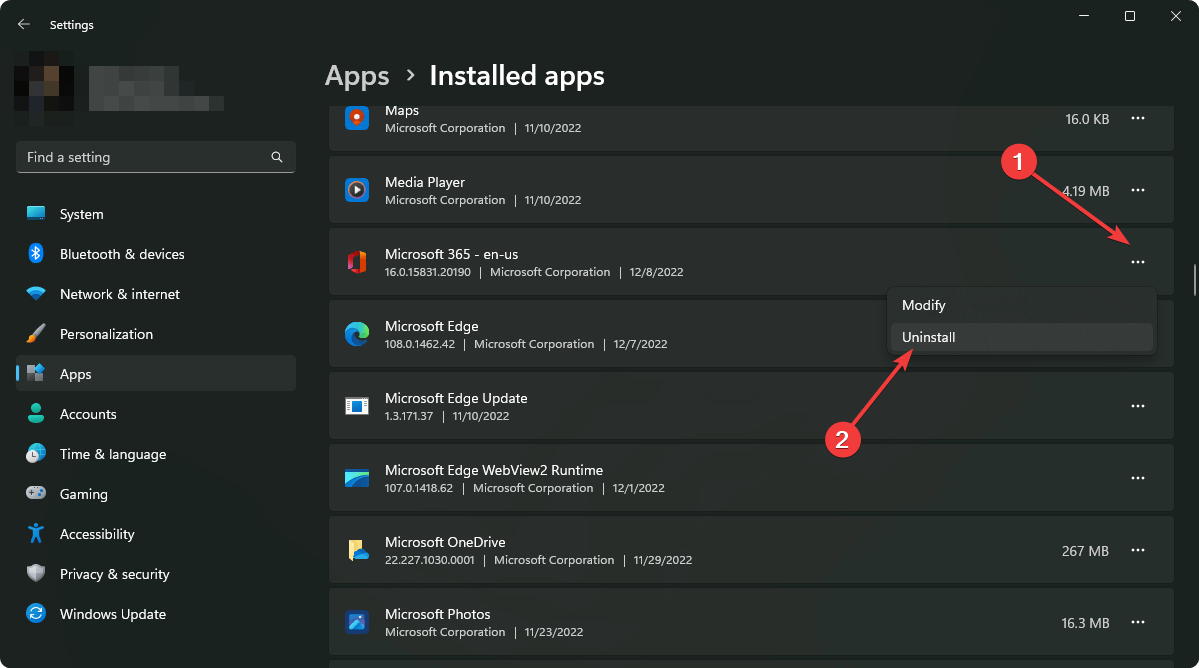 Settings
Find a setting
System
Bluetooth & devices
Network & internet
Personalization
Apps
Accounts
Time & language
Gaming
Accessibility
Privacy & security
Windows Update
Apps > Installed apps
Maps
Microsoft Corporation | 11/10/2022
16.0 KB
Media Player
Microsoft Corporation | 11/10/2022
4.19 MB
1
Microsoft 365 - en-us
16.0.15831.20190 | Microsoft Corporation | 12/8/2022
Modify
Uninstall
2
Microsoft Edge
108.0.1462.42 | Microsoft Corporation | 12/7/2022
Microsoft Edge Update
1.3.171.37 | 11/10/2022
Microsoft Edge WebView2 Runtime
107.0.1418.62 | Microsoft Corporation | 12/1/2022
Microsoft OneDrive
22.227.1030.0001 | Microsoft Corporation | 11/29/2022
267 MB
Microsoft Photos
Microsoft Corporation | 11/23/2022
16.3 MB